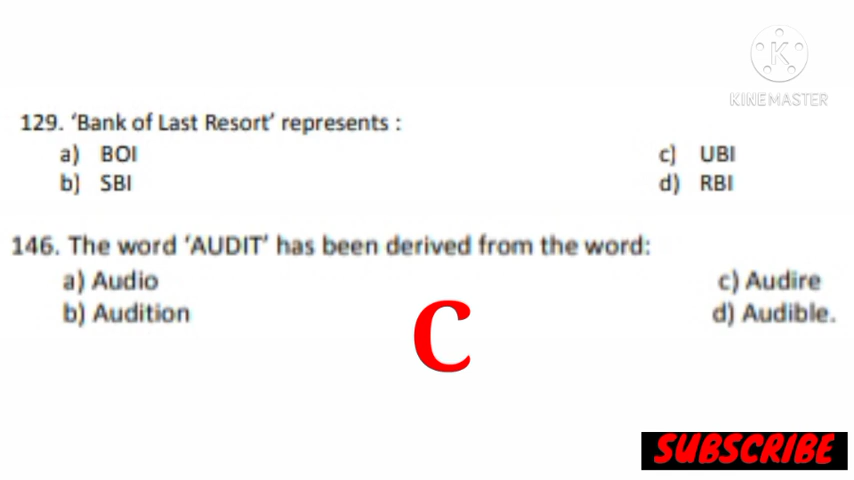 K
KINEMASTER
129. ‘Bank of Last Resort’ represents :
a) BOI c) UBI
b) SBI d) RBI
146. The word ‘AUDIT’ has been derived from the word:
a) Audio c) Audire
b) Audition d) Audible.
C
SUBSCRIBE